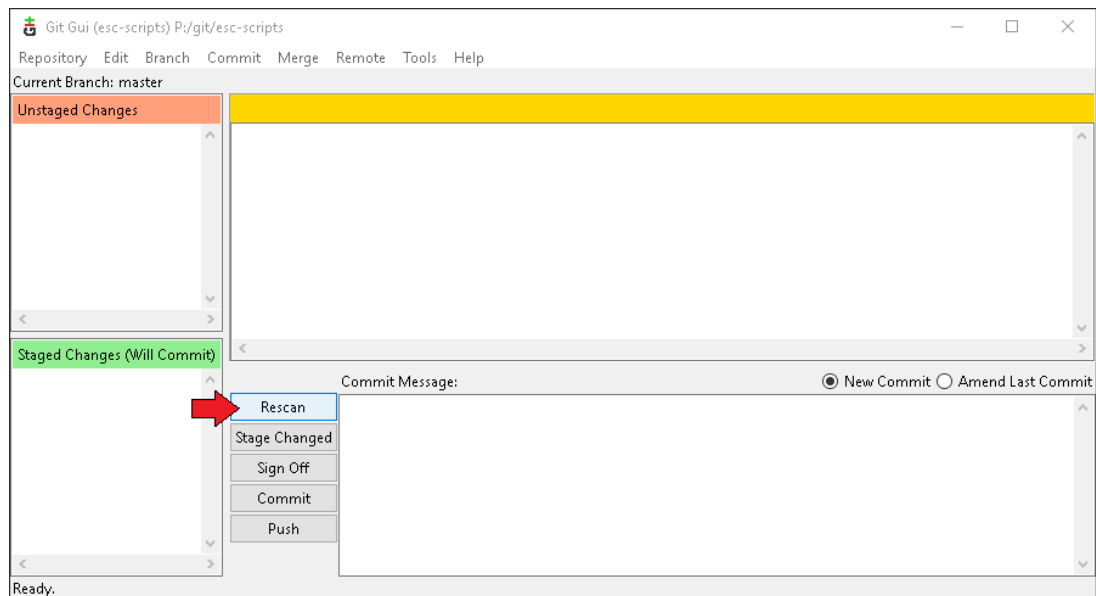 Git Gui (esc-scripts) P:/git/esc-scripts
Repository Edit Branch Commit Merge Remote Tools Help
Current Branch: master
Unstaged Changes
Staged Changes (Will Commit)
Commit Message:
New Commit
Amend Last Commit
Rescan
Stage Changed
Sign Off
Commit
Push
Ready.